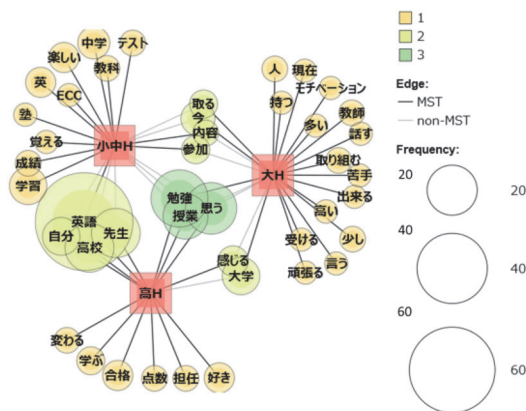 中学
テスト
楽しい
教科
英
ECC
塾
覚える
小中H
成績
学習
取る
今
内容
参加
人
現在
モチベーション
持つ
教師
多い
話す
大H
取り組む
苦手
出来る
高い
少し
受ける
言う
頑張る
勉強
思う
授業
英語
自分
先生
高校
感じる
大学
高H
変わる
学ぶ
合格
点数
担任
好き
1
2
3
Edge:
MST
non-MST
Frequency:
20
20
40
40
60
60